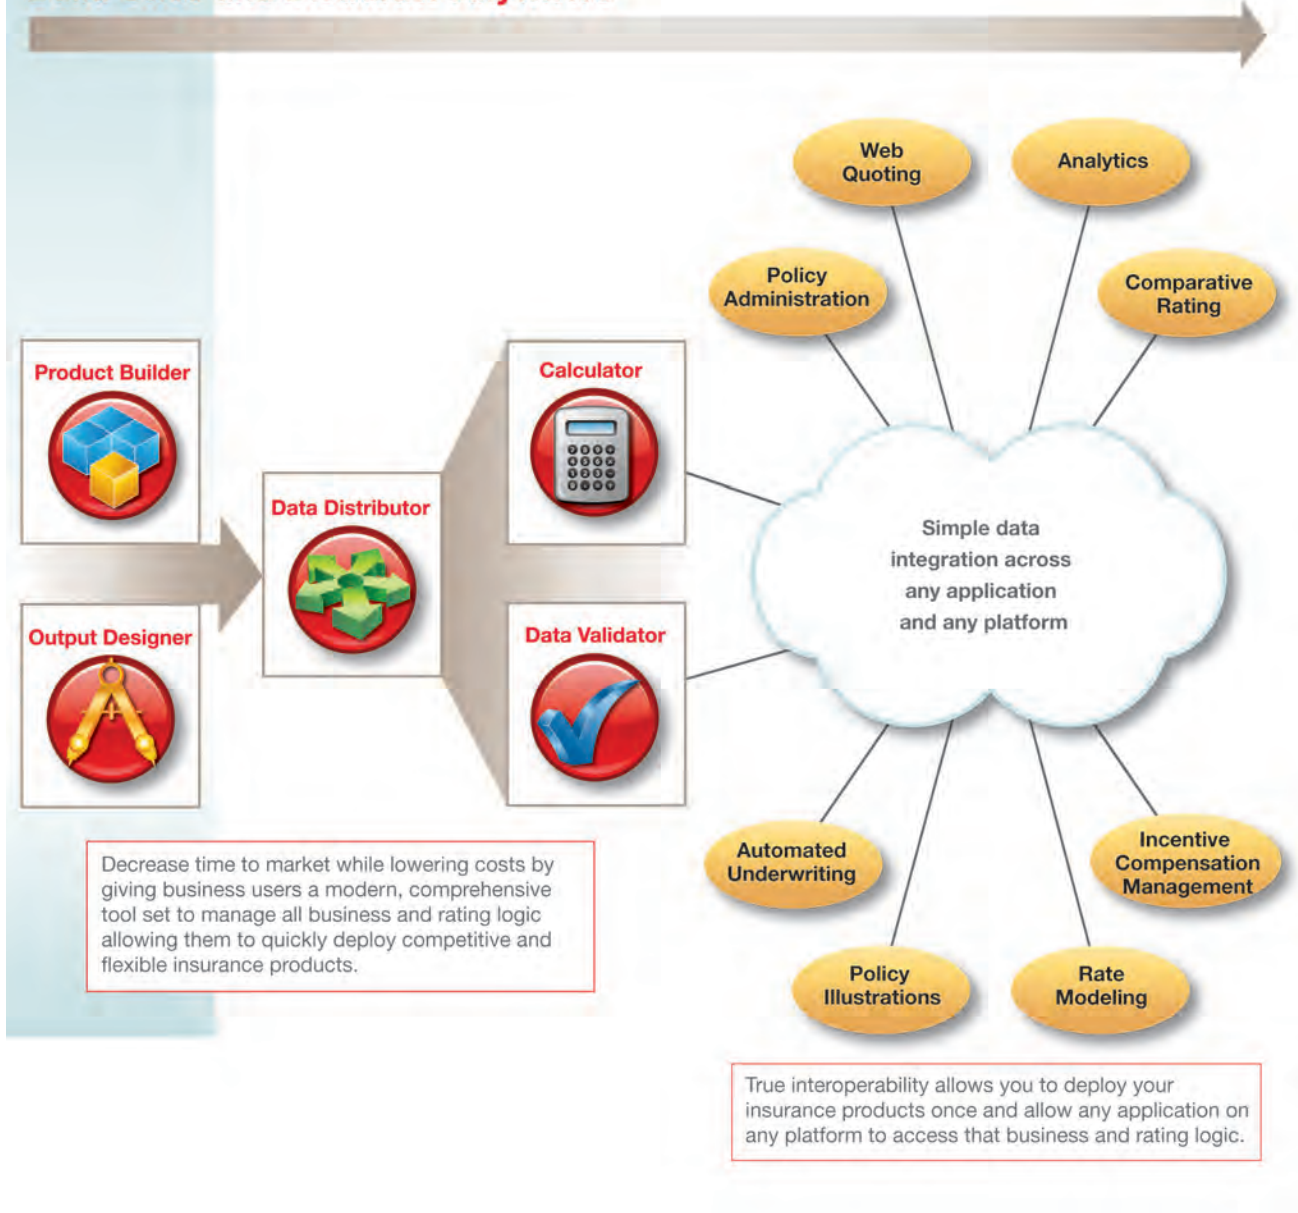 Web
Quoting
Analytics
Policy
Administration
Comparative
Rating
Product Builder
Calculator
Data Distributor
Simple data
integration across
any application
and any platform
Output Designer
Data Validator
Automated
Underwriting
Incentive
Compensation
Management
Policy
Illustrations
Rate
Modeling
Decrease time to market while lowering costs by
giving business users a modern, comprehensive
tool set to manage all business and rating logic
allowing them to quickly deploy competitive and
flexible insurance products.
True interoperability allows you to deploy your
insurance products once and allow any application on
any platform to access that business and rating logic.